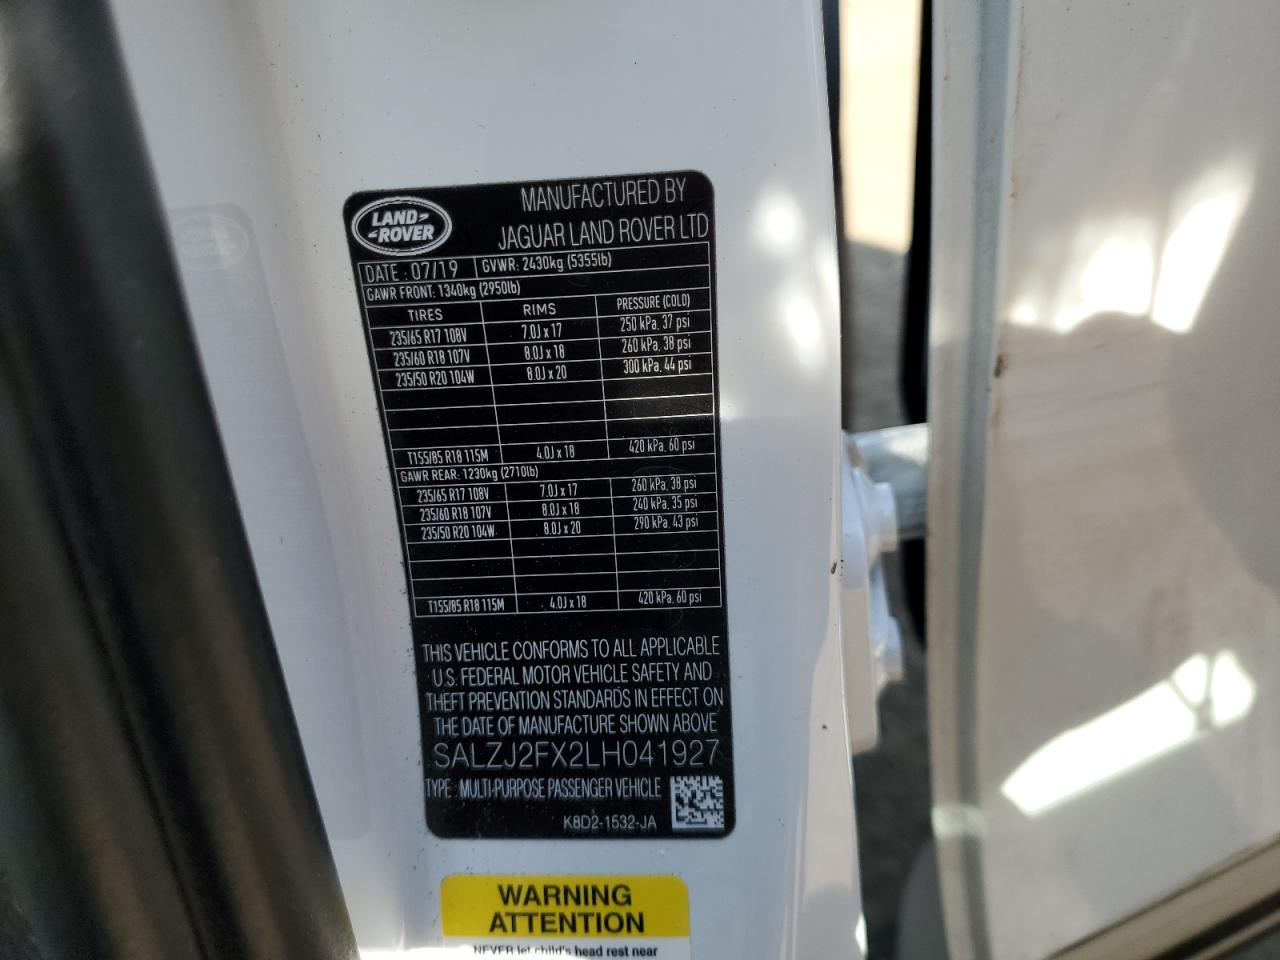 LAND-
-ROVER
MANUFACTURED BY
JAGUAR LAND ROVER LTD
DATE : 07/19 GVWR: 2430kg (5355lb)
GAWR FRONT: 1340kg (2950lb)
TIRES RIMS PRESSURE (COLD)
235/65 R17 108V 7.0J x 17 250 kPa, 37 psi
235/60 R18 107V 8.0J x 18 260 kPa, 38 psi
235/50 R20 104W 8.0J x 20 300 kPa, 44 psi
T155/85 R18 115M 4.0J x 18 420 kPa, 60 psi
GAWR REAR: 1230kg (2710lb)
235/65 R17 108V 7.0J x 17 260 kPa, 38 psi
235/60 R18 107V 8.0J x 18 240 kPa, 35 psi
235/50 R20 104W 8.0J x 20 290 kPa, 43 psi
T155/85 R18 115M 4.0J x 18 420 kPa, 60 psi
THIS VEHICLE CONFORMS TO ALL APPLICABLE
U.S. FEDERAL MOTOR VEHICLE SAFETY AND
THEFT PREVENTION STANDARDS IN EFFECT ON
THE DATE OF MANUFACTURE SHOWN ABOVE
SALZJ2FX2LH041927
TYPE : MULTI-PURPOSE PASSENGER VEHICLE
K8D2-1532-JA
WARNING
ATTENTION
NEVER let child's head rest near